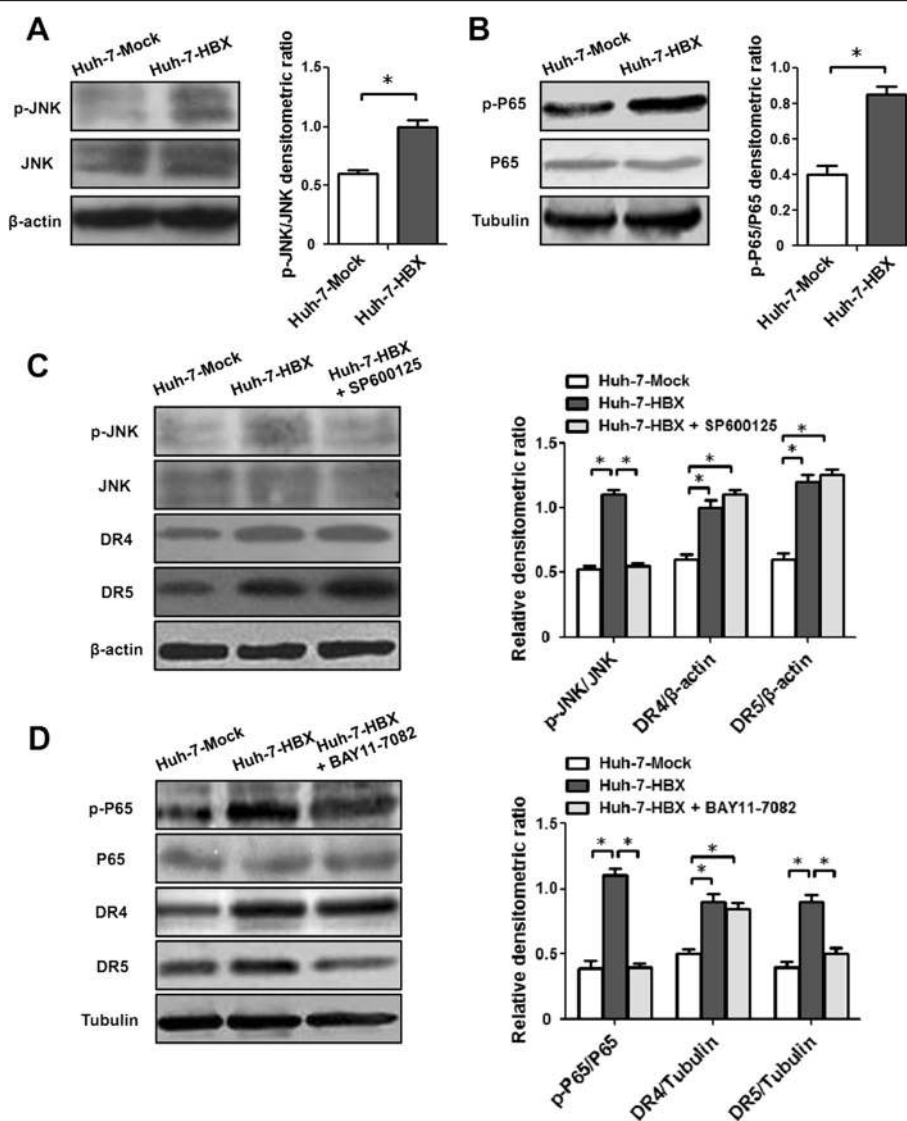 A
Huh-7-Mock
Huh-7-HBX
p-JNK
JNK
β-actin
p-JNK/JNK densitometric ratio
1.5
1.0
0.5
0
*
Huh-7-Mock
Huh-7-HBX
B
Huh-7-Mock
Huh-7-HBX
p-P65
P65
Tubulin
p-P65/P65 densitometric ratio
1.0
0.8
0.6
0.4
0.2
0
*
Huh-7-Mock
Huh-7-HBX
C
Huh-7-Mock
Huh-7-HBX
Huh-7-HBX
+ SP600125
p-JNK
JNK
DR4
DR5
β-actin
Huh-7-Mock
Huh-7-HBX
Huh-7-HBX + SP600125
Relative densitometric ratio
1.5
1.0
0.5
0
* * * * * *
p-JNK/JNK
DR4/β-actin
DR5/β-actin
D
Huh-7-Mock
Huh-7-HBX
Huh-7-HBX
+ BAY11-7082
p-P65
P65
DR4
DR5
Tubulin
Huh-7-Mock
Huh-7-HBX
Huh-7-HBX + BAY11-7082
Relative densitometric ratio
1.5
1.0
0.5
0
* * * * * *
p-P65/P65
DR4/Tubulin
DR5/Tubulin